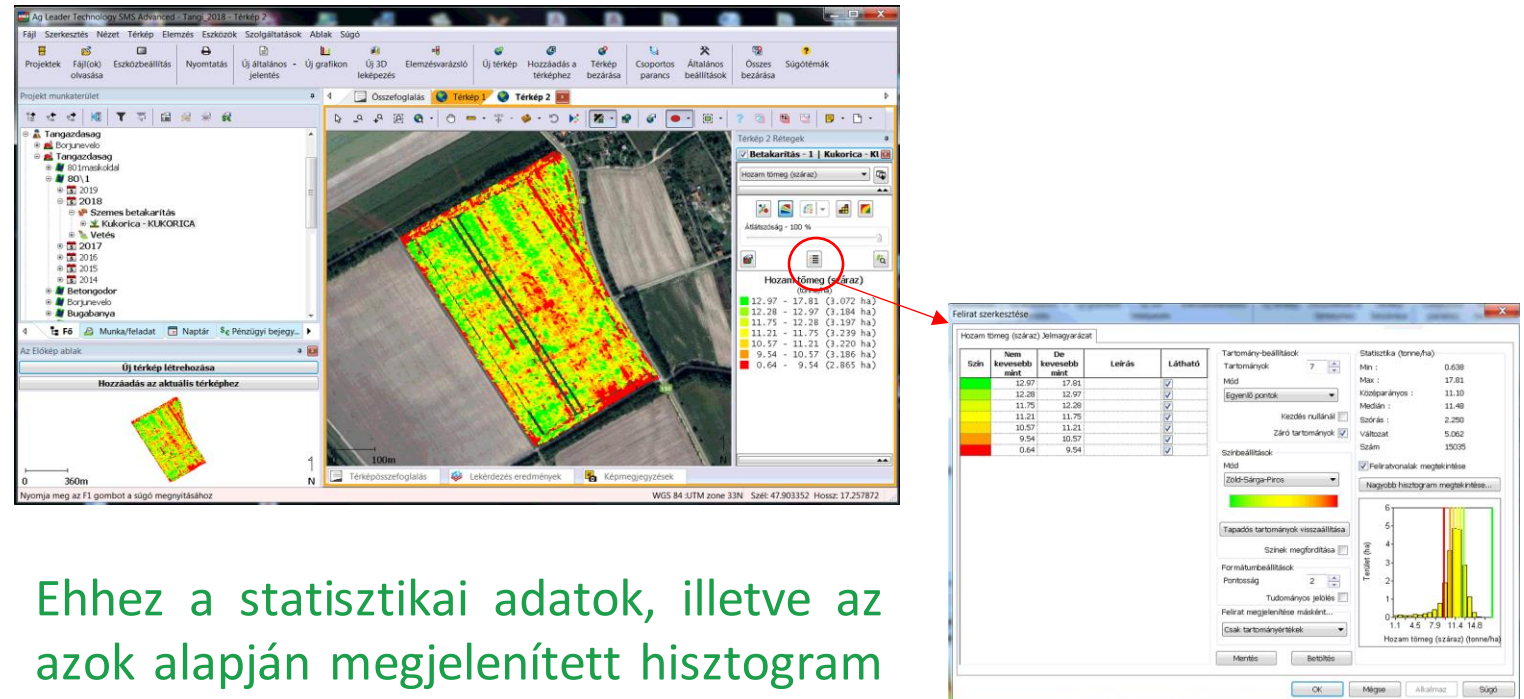 Ag Leader Technology SMS Advanced - Tangi_2018 - Térkép 2
Fájl Szerkesztés Nézet Térkép Elemzés Eszközök Szolgáltatások Ablak Súgó
Projektek Fájl(ok) olvasása Eszközbeállítás Nyomtatás Új általános jelentés Új grafikon Új 3D leképezés Elemzésvarázsló Új térkép Hozzáadás a térképhez Térkép bezárása Csoportos parancs Általános beállítások Összes bezárása Súgótémák
Projekt munkaterület
Összefoglalás Térkép 1 Térkép 2
Tangazdasag
Borjunevelo
Tangazdasag
801maskoldal
80\1
2019
2018
Szemes betakarítás
Kukorica - KUKORICA
Vetés
2017
2016
2015
2014
Betongodor
Borjunevelo
Bugabanya
Fő Munka/feladat Naptár Pénzügyi bejegy...
Az Előkép ablak
Új térkép létrehozása
Hozzáadás az aktuális térképhez
0 360m N
Nyomja meg az F1 gombot a súgó megnyitásához
100m N
Térkép 2 Rétegek
Betakarítás - 1 | Kukorica - KU
Hozam tömeg (száraz)
Átlátszóság - 100 %
Hozam tömeg (száraz)
(tonne/ha)
12.97 - 17.81 (3.072 ha)
12.28 - 12.97 (3.184 ha)
11.75 - 12.28 (3.197 ha)
11.21 - 11.75 (3.239 ha)
10.57 - 11.21 (3.220 ha)
9.54 - 10.57 (3.186 ha)
0.64 - 9.54 (2.865 ha)
Térképösszefoglalás Lekérdezés eredmények Képmegjegyzések
WGS 84 :UTM zone 33N Szél: 47.903352 Hossz: 17.257872
Felirat szerkesztése
Hozam tömeg (száraz) Jelmagyarázat
Szín Nem kevesebb mint De kevesebb mint Leírás Látható
12.97 17.81
12.28 12.97
11.75 12.28
11.21 11.75
10.57 11.21
9.54 10.57
0.64 9.54
Tartomány-beállítások
Tartományok 7
Mód
Egyenlő pontok
Kezdés nullánál
Záró tartományok
Színbeállítások
Mód
Zöld-Sárga-Piros
Tapadós tartományok visszaállítása
Színek megfordítása
Formátumbeállítások
Pontosság 2
Tudományos jelölés
Felirat megjelenítése másként...
Csak tartományértékek
Mentés Betöltés
Statisztika (tonne/ha)
Min : 0.638
Max : 17.81
Középarányos : 11.10
Medián : 11.48
Szórás : 2.250
Változat 5.062
Szám 15035
Feliratvonalak megtekintése
Nagyobb hisztogram megtekintése...
Terület (ha)
6
5
4
3
2
1
0
1.1 4.5 7.9 11.4 14.8
Hozam tömeg (száraz) (tonne/ha)
OK Mégse Alkalmaz Súgó
Ehhez a statisztikai adatok, illetve az
azok alapján megjelenített hisztogram